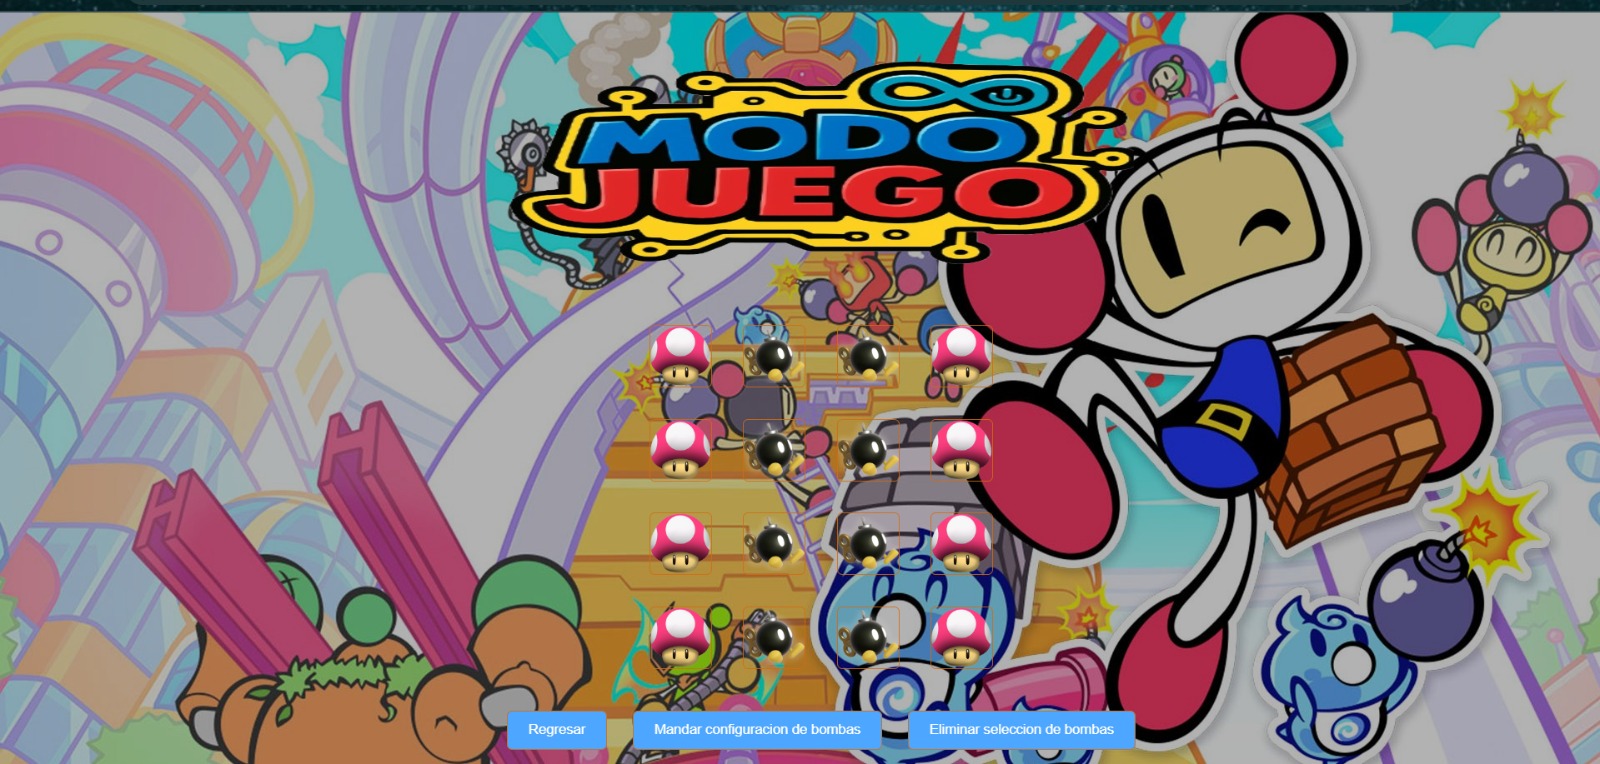 MODO
JUEGO
Regresar
Mandar configuracion de bombas
Eliminar seleccion de bombas